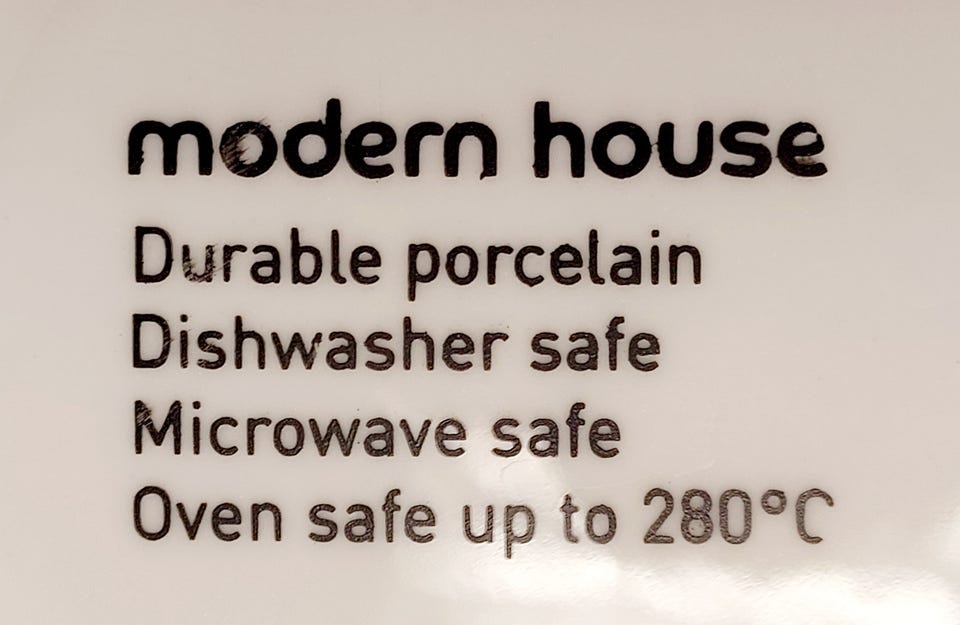 modern house
Durable porcelain
Dishwasher safe
Microwave safe
Oven safe up to 280°C